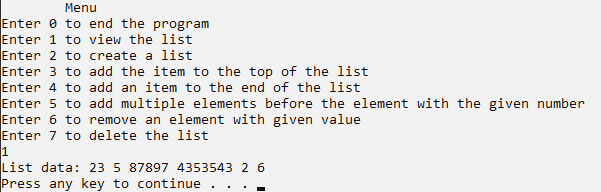 Menu
Enter 0 to end the program
Enter 1 to view the list
Enter 2 to create a list
Enter 3 to add the item to the top of the list
Enter 4 to add an item to the end of the list
Enter 5 to add multiple elements before the element with the given number
Enter 6 to remove an element with given value
Enter 7 to delete the list
1
List data: 23 5 87897 4353543 2 6
Press any key to continue . . .